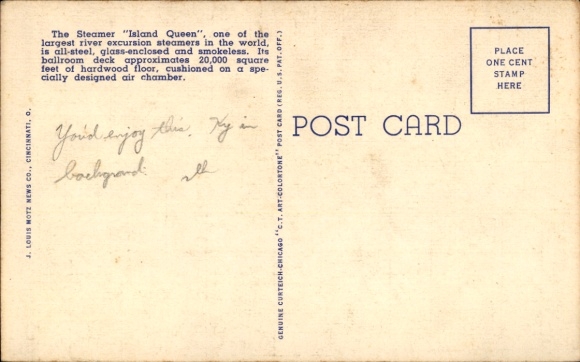 The Steamer "Island Queen", one of the
largest river excursion steamers in the world,
is all-steel, glass-enclosed and smokeless. Its
ballroom deck approximates 20,000 square
feet of hardwood floor, cushioned on a spe-
cially designed air chamber.
You'd enjoy this, Ky in
background.
J. LOUIS MOTZ NEWS CO., CINCINNATI, O.
GENUINE CURTEICH-CHICAGO "C.T. ART-COLORTONE" POST CARD (REG. U.S. PAT. OFF.)
POST CARD
PLACE
ONE CENT
STAMP
HERE